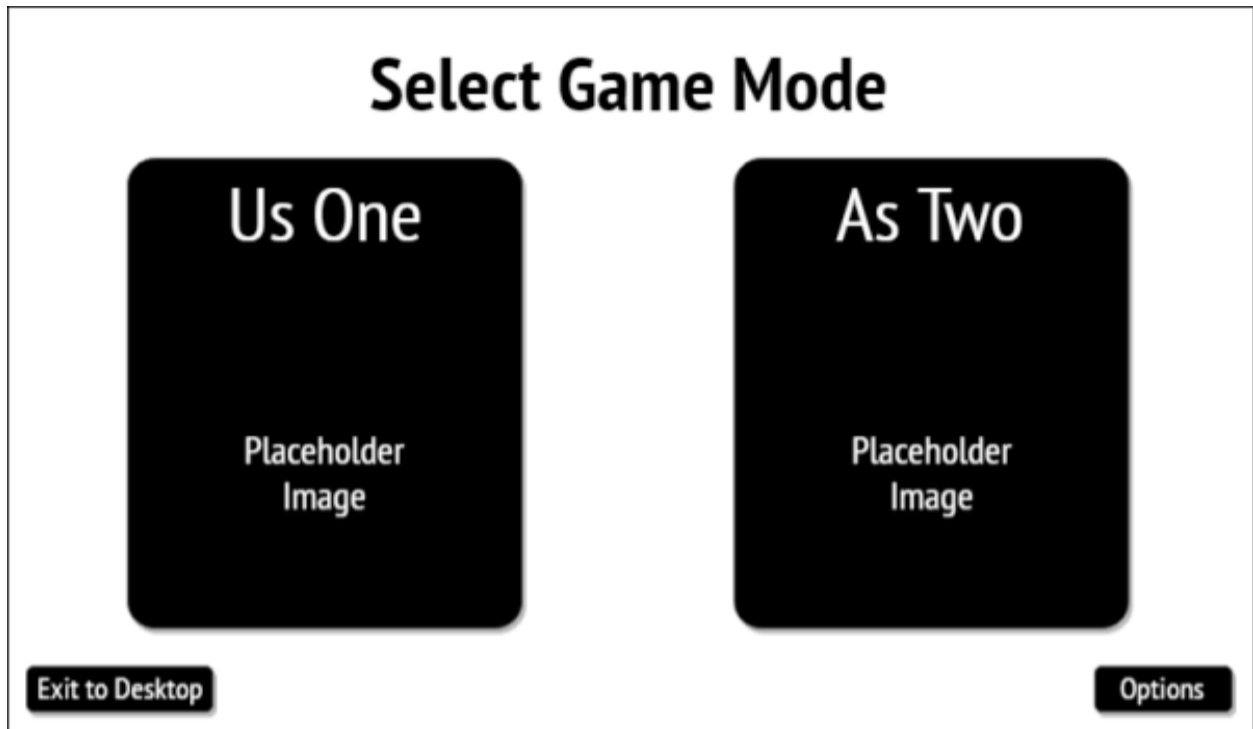 Select Game Mode
Us One
As Two
Placeholder
Image
Placeholder
Image
Exit to Desktop
Options